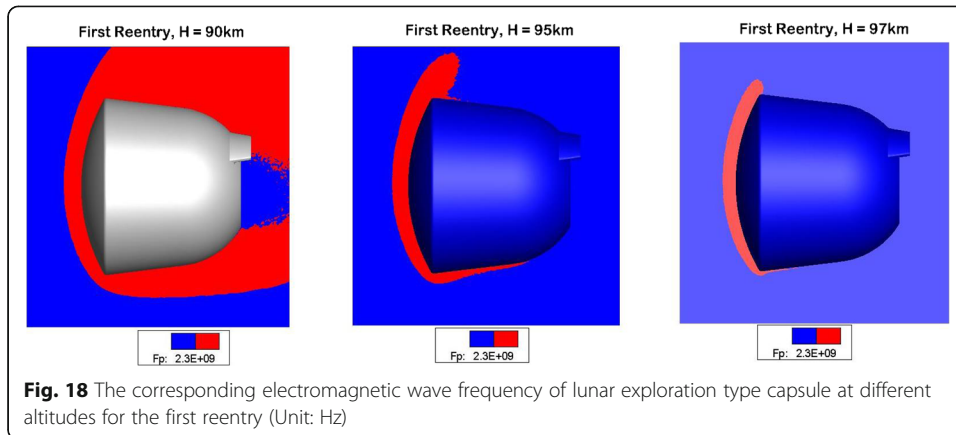 First Reentry, H = 90km
First Reentry, H = 95km
First Reentry, H = 97km
Fp: 2.3E+09
Fp: 2.3E+09
Fp: 2.3E+09
Fig. 18 The corresponding electromagnetic wave frequency of lunar exploration type capsule at different
altitudes for the first reentry (Unit: Hz)